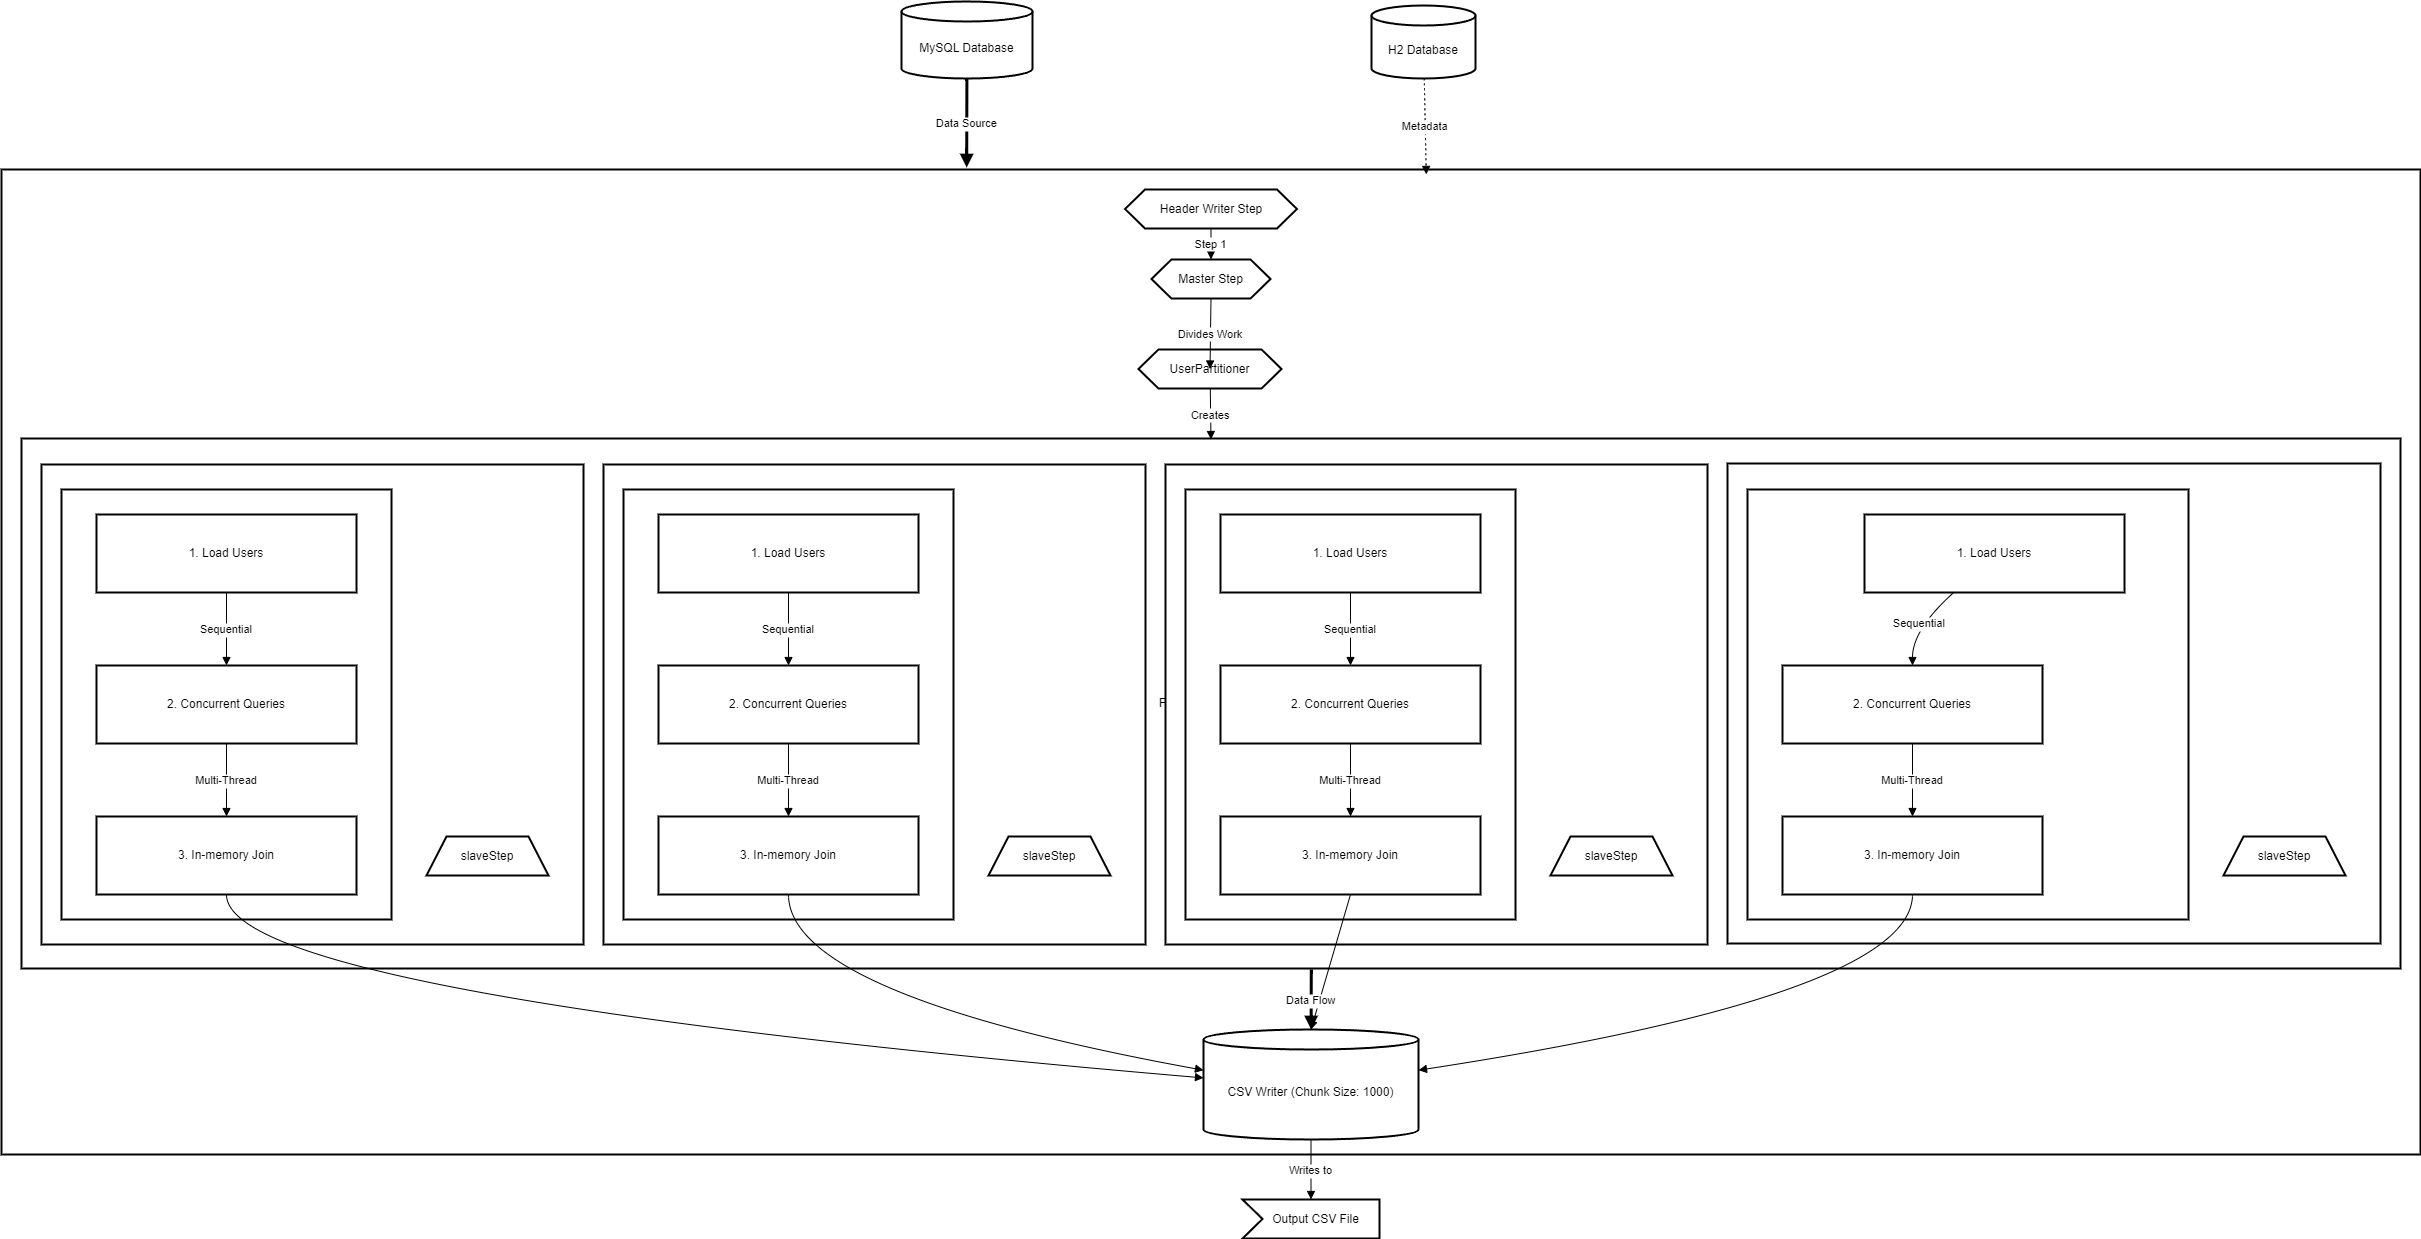 MySQL Database
H2 Database
Data Source
Metadata
Header Writer Step
Step 1
Master Step
Divides Work
UserPartitioner
Creates
1. Load Users
1. Load Users
1. Load Users
1. Load Users
Sequential
Sequential
Sequential
Sequential
2. Concurrent Queries
2. Concurrent Queries
2. Concurrent Queries
2. Concurrent Queries
Multi-Thread
Multi-Thread
Multi-Thread
Multi-Thread
3. In-memory Join
slaveStep
3. In-memory Join
slaveStep
3. In-memory Join
slaveStep
3. In-memory Join
slaveStep
Data Flow
CSV Writer (Chunk Size: 1000)
Writes to
Output CSV File